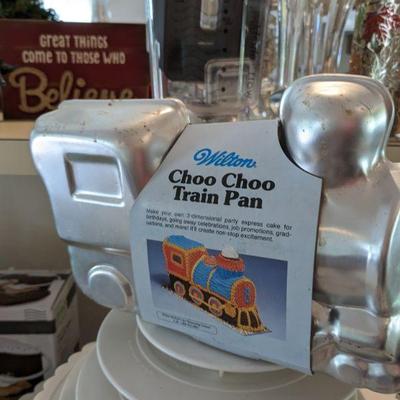 GREAT THINGS
COME TO THOSE WHO
Believe
Wilton
Choo Choo
Train Pan
Make your own 3-dimensional party express cake for
birthdays, going away celebrations, job promotions, grad-
uations, and more! It'll create non-stop excitement.